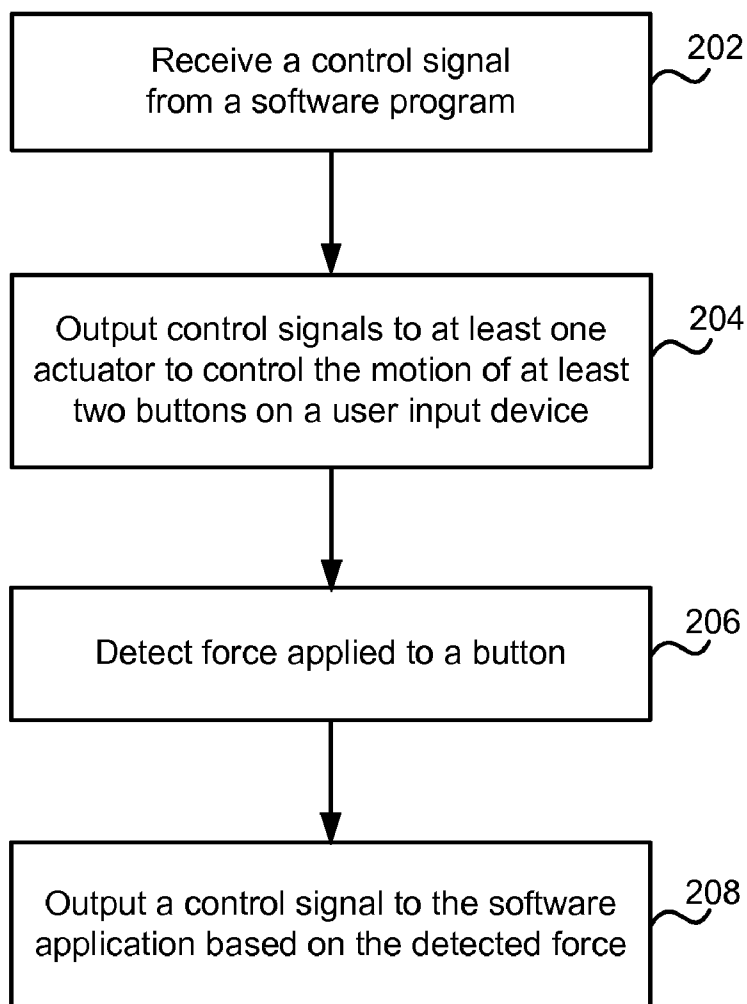 Receive a control signal
from a software program
202
Output control signals to at least one
actuator to control the motion of at least
two buttons on a user input device
204
Detect force applied to a button
206
Output a control signal to the software
application based on the detected force
208